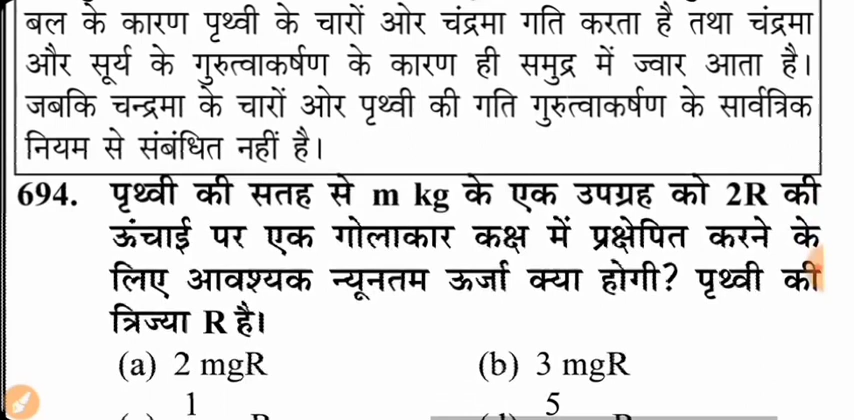 बल के कारण पृथ्वी के चारों ओर चंद्रमा गति करता है तथा चंद्रमा
और सूर्य के गुरुत्वाकर्षण के कारण ही समुद्र में ज्वार आता है।
जबकि चन्द्रमा के चारों ओर पृथ्वी की गति गुरुत्वाकर्षण के सार्वत्रिक
नियम से संबंधित नहीं है।
694. पृथ्वी की सतह से m kg के एक उपग्रह को 2R की
ऊंचाई पर एक गोलाकार कक्ष में प्रक्षेपित करने के
लिए आवश्यक न्यूनतम ऊर्जा क्या होगी? पृथ्वी की
त्रिज्या R है।
(a) 2 mgR (b) 3 mgR
1 5